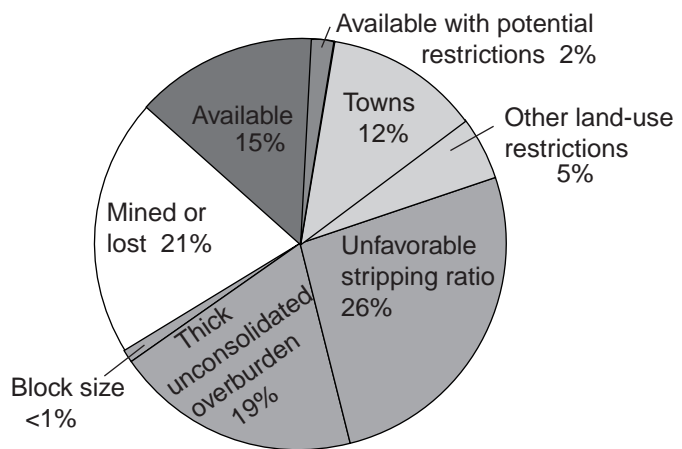 Available with potential
restrictions 2%
Available
15%
Towns
12%
Other land-use
restrictions
5%
Mined or
lost 21%
Unfavorable
stripping ratio
26%
Thick
unconsolidated
overburden
19%
Block size
<1%